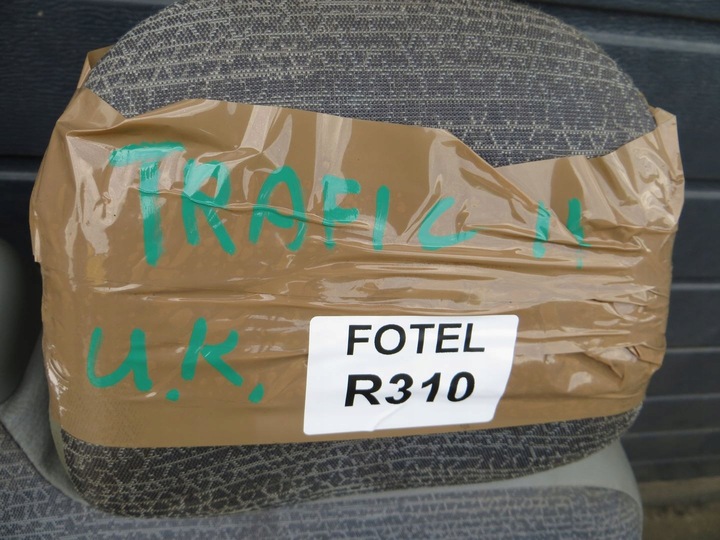 TRAFIC II
U.K.
FOTEL
R310